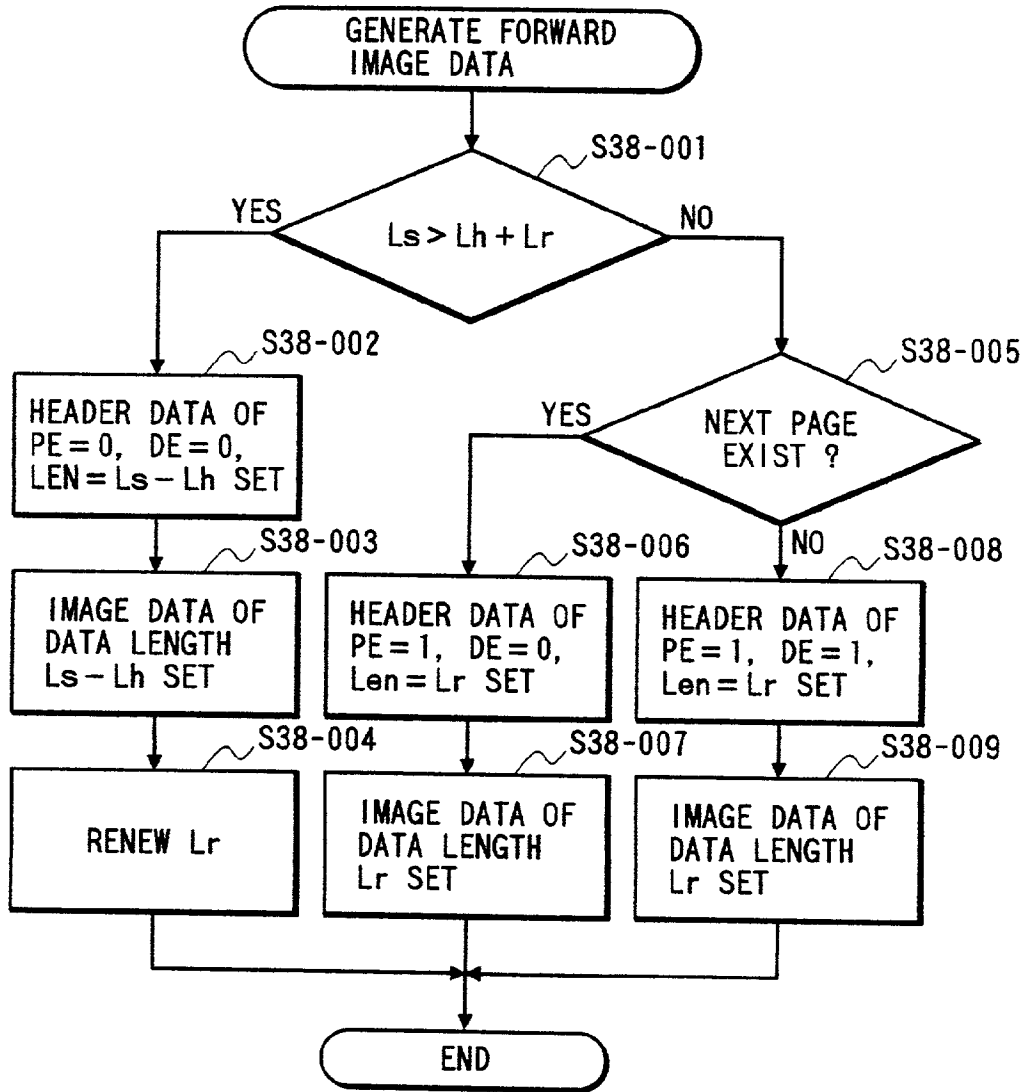 GENERATE FORWARD
IMAGE DATA
S38-001
YES
Ls > Lh + Lr
NO
S38-002
HEADER DATA OF
PE=0, DE=0,
LEN=Ls-Lh SET
S38-005
YES
NEXT PAGE
EXIST ?
NO
S38-003
IMAGE DATA OF
DATA LENGTH
Ls-Lh SET
S38-006
HEADER DATA OF
PE=1, DE=0,
Len=Lr SET
S38-008
HEADER DATA OF
PE=1, DE=1,
Len=Lr SET
S38-004
RENEW Lr
S38-007
IMAGE DATA OF
DATA LENGTH
Lr SET
S38-009
IMAGE DATA OF
DATA LENGTH
Lr SET
END